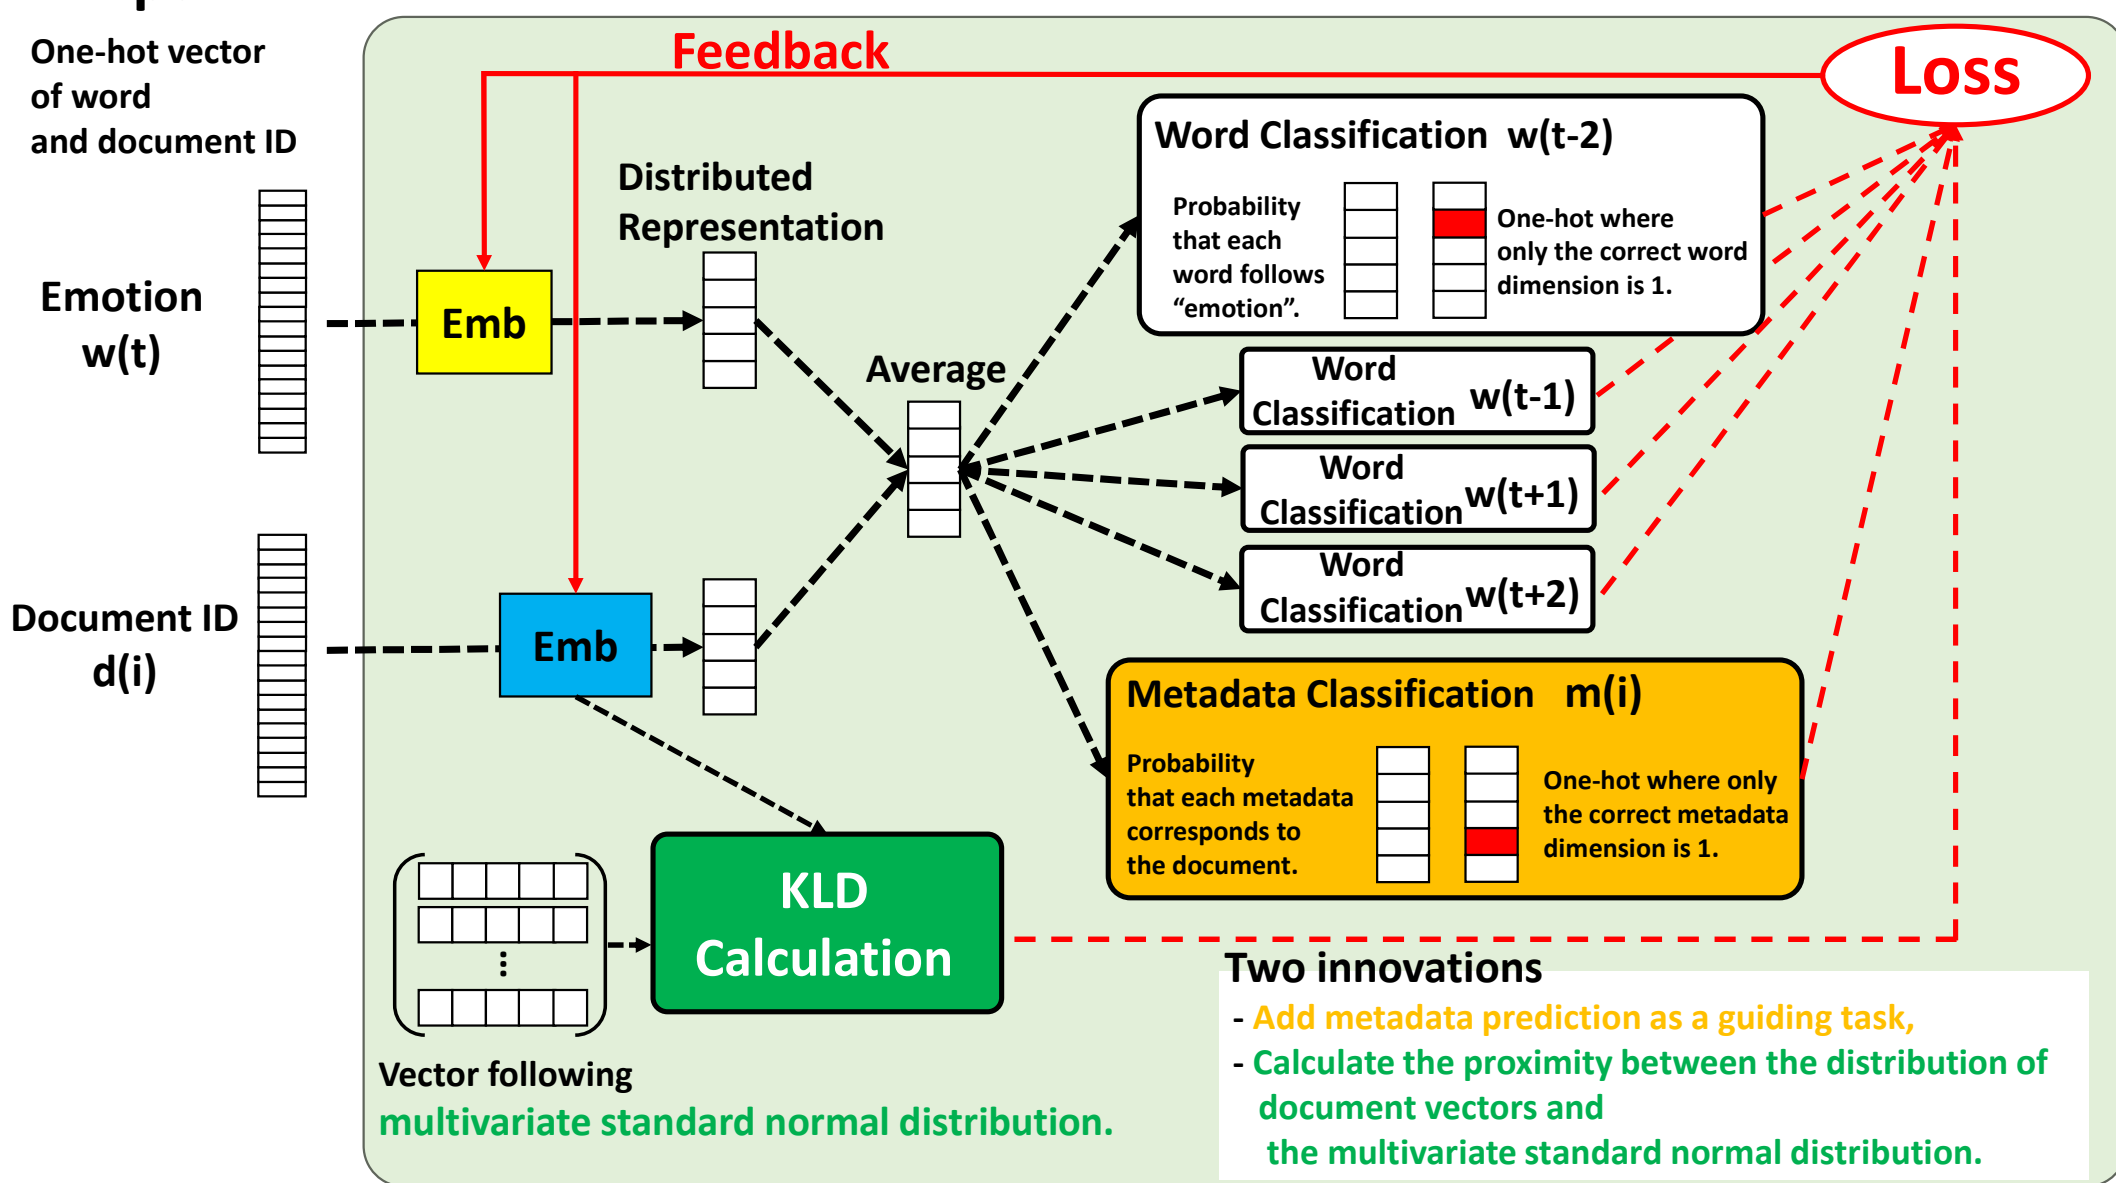 One-hot vector
of word
and document ID
Emotion
w(t)
Document ID
d(i)
Feedback
Loss
Emb
Emb
Distributed
Representation
Average
Word Classification w(t-2)
Probability
that each
word follows
“emotion”.
One-hot where
only the correct word
dimension is 1.
Word
Classification
w(t-1)
Word
Classification
w(t+1)
Word
Classification
w(t+2)
Metadata Classification m(i)
Probability
that each metadata
corresponds to
the document.
One-hot where only
the correct metadata
dimension is 1.
KLD
Calculation
Vector following
multivariate standard normal distribution.
Two innovations
- Add metadata prediction as a guiding task,
- Calculate the proximity between the distribution of
document vectors and
the multivariate standard normal distribution.